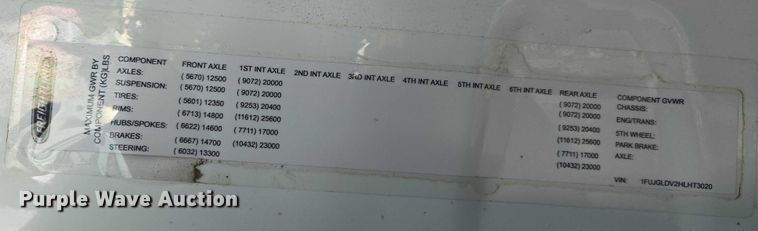 FREIGHTLINER
MAXIMUM GWR BY
COMPONENT (KG)LBS
COMPONENT FRONT AXLE 1ST INT AXLE 2ND INT AXLE 3RD INT AXLE 4TH INT AXLE 5TH INT AXLE 6TH INT AXLE REAR AXLE COMPONENT GVWR
AXLES: ( 5670) 12500 ( 9072) 20000 ( 9072) 20000 CHASSIS:
SUSPENSION: ( 5670) 12500 ( 9072) 20000 ( 9072) 20000 ENG/TRANS:
TIRES: ( 5601) 12350 ( 9253) 20400 ( 9253) 20400 5TH WHEEL:
RIMS: ( 6713) 14800 (11612) 25600 (11612) 25600 PARK BRAKE:
HUBS/SPOKES: ( 6622) 14600 ( 7711) 17000 ( 7711) 17000 AXLE:
BRAKES: ( 6667) 14700 (10432) 23000 (10432) 23000
STEERING: ( 6032) 13300
VIN: 1FUJGLDV2HLHT3020
Purple Wave Auction